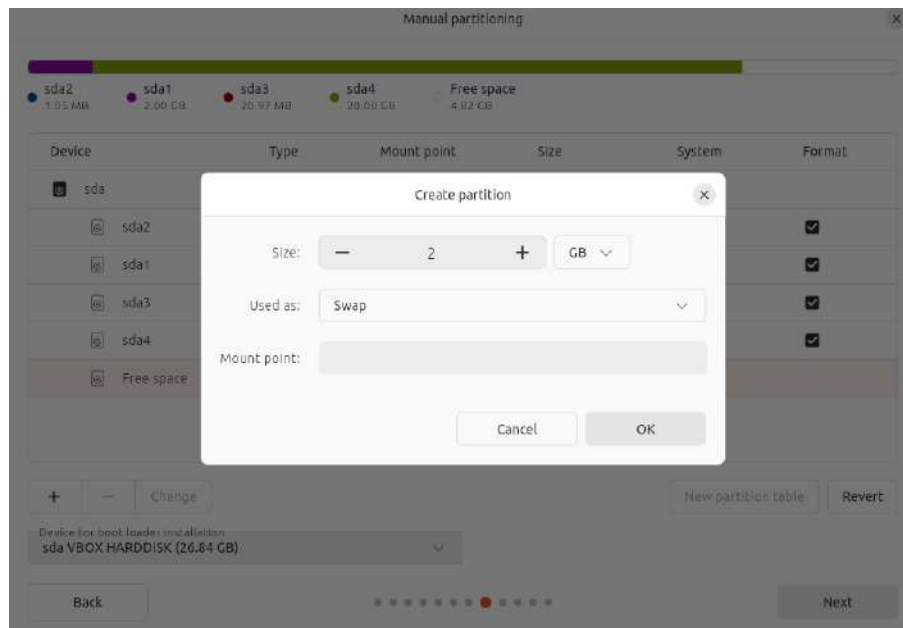 Manual partitioning
sda2 sda1 sda3 sda4 Free space
1.05 MB 2.00 GB 20.97 MB 20.00 GB 4.82 GB
Device Type Mount point Size System Format
sda
Create partition
sda2
Size: 2 GB
sda1
sda3
Used as: Swap
sda4
Mount point:
Free space
Cancel OK
+ − Change New partition table Revert
Device for boot loader installation
sda VBOX HARDDISK (26.84 GB)
Back Next